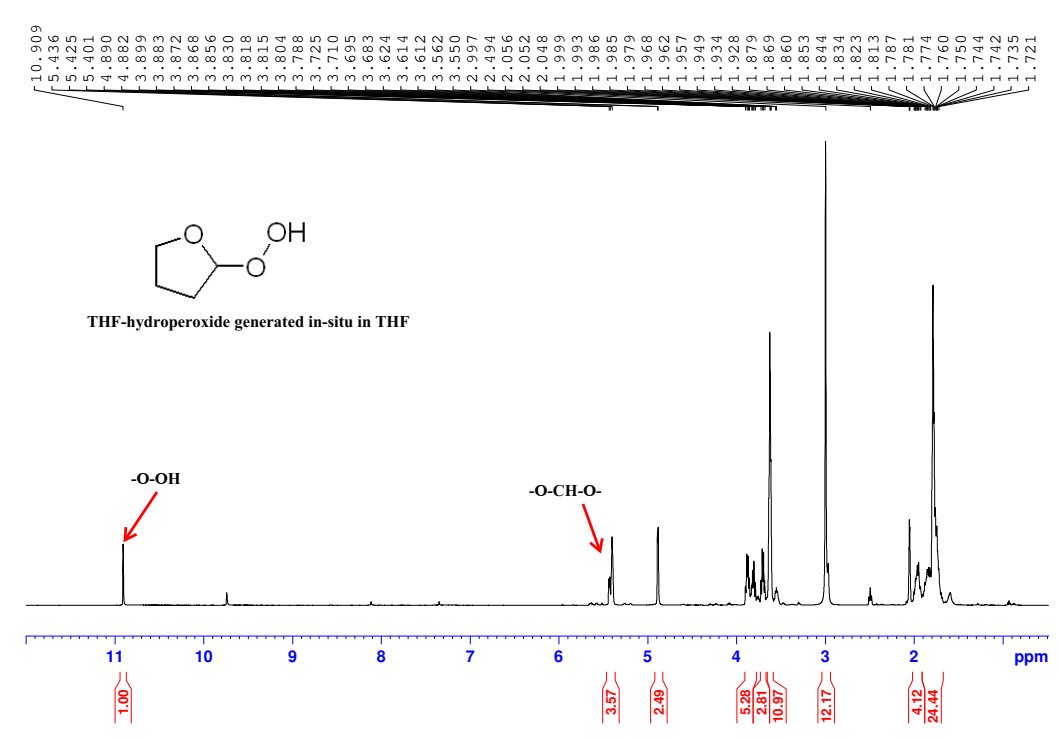 10.909 5.436 5.425 5.401 4.890 4.882 3.899 3.883 3.872 3.868 3.856 3.830 3.818 3.815 3.804 3.788 3.725 3.710 3.695 3.683 3.624 3.614 3.612 3.562 3.550 2.997 2.494 2.056 2.052 2.048 1.999 1.993 1.986 1.985 1.979 1.968 1.962 1.957 1.949 1.934 1.928 1.879 1.869 1.860 1.853 1.844 1.834 1.823 1.813 1.787 1.781 1.774 1.760 1.750 1.744 1.742 1.735 1.721
O
OH
O
THF-hydroperoxide generated in-situ in THF
-O-OH
-O-CH-O-
11 10 9 8 7 6 5 4 3 2 ppm
1.00 3.57 2.49 5.28 2.81 10.97 12.17 4.12 24.44